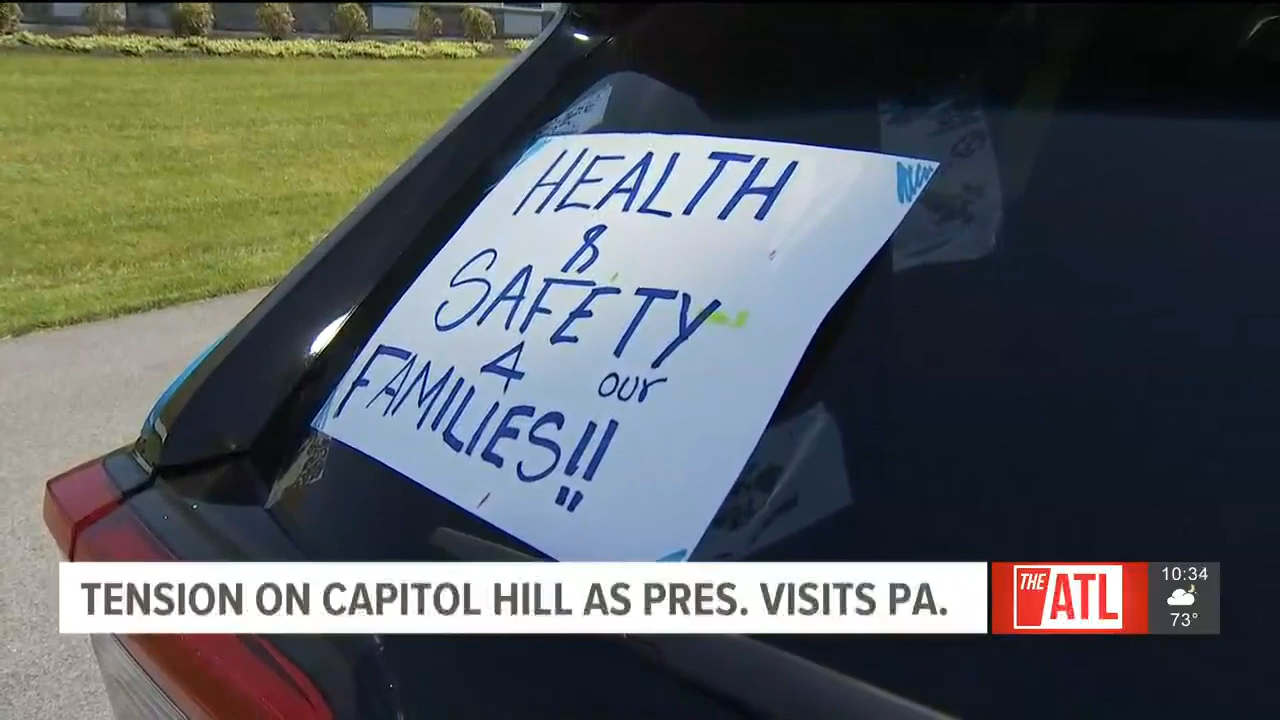 HEALTH
&
SAFETY
4 our
FAMILIES!!
TENSION ON CAPITOL HILL AS PRES. VISITS PA.
THE ATL
10:34
73°